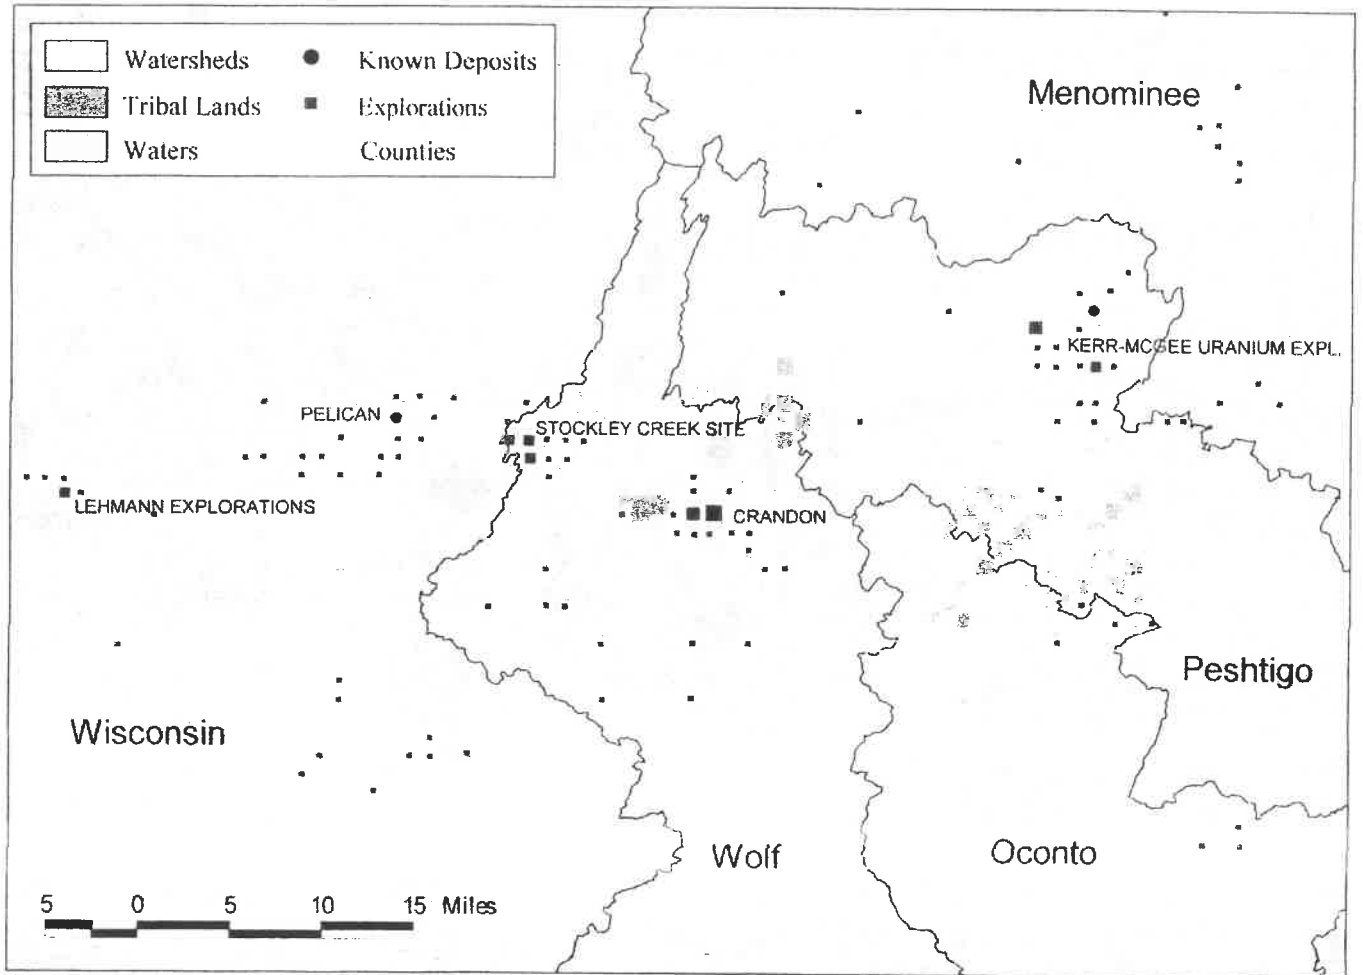 Watersheds
Known Deposits
Tribal Lands
Explorations
Waters
Counties
Menominee
KERR-MCGEE URANIUM EXPL.
PELICAN
STOCKLEY CREEK SITE
LEHMANN EXPLORATIONS
CRANDON
Peshtigo
Wisconsin
Wolf
Oconto
5 0 5 10 15 Miles